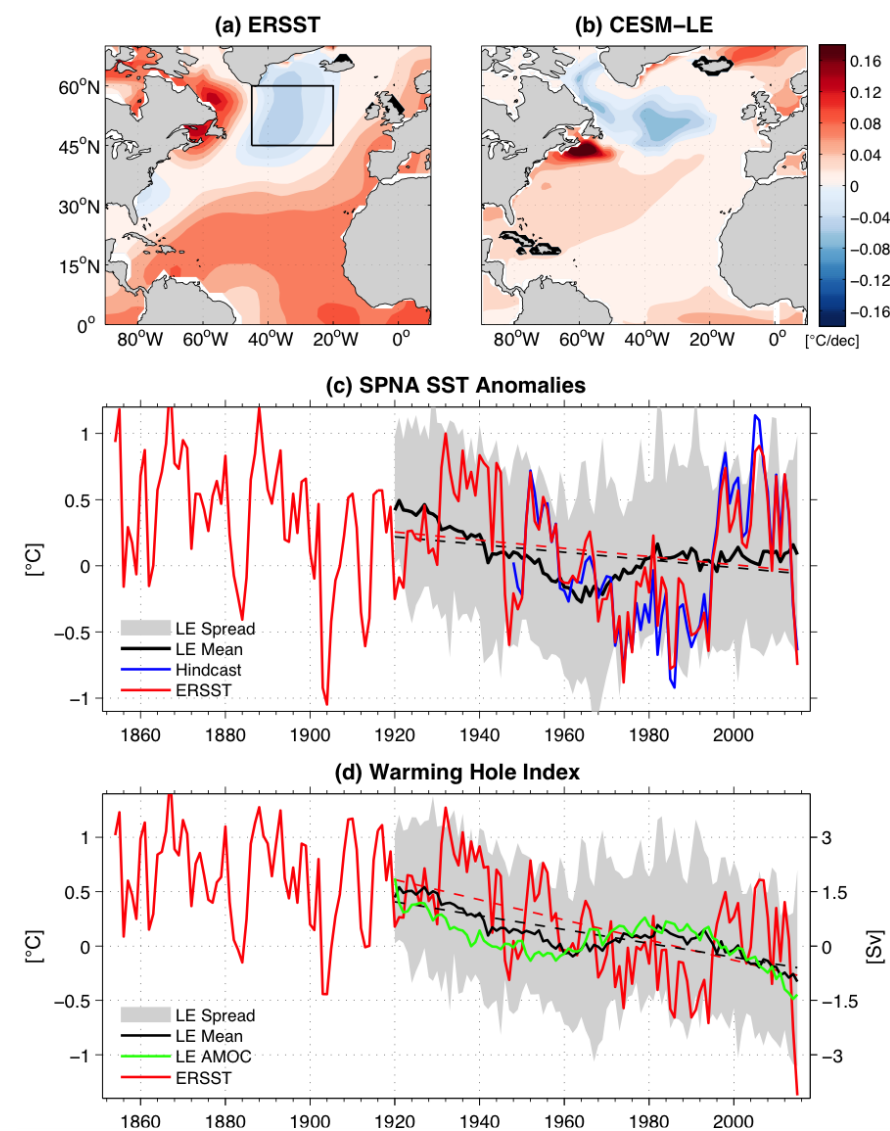 (a) ERSST
(b) CESM−LE
60°N
45°N
30°N
15°N
0°
80°W 60°W 40°W 20°W 0°
80°W 60°W 40°W 20°W 0°
0.16
0.12
0.08
0.04
0
−0.04
−0.08
−0.12
−0.16
[°C/dec]
(c) SPNA SST Anomalies
1
0.5
0
−0.5
−1
[°C]
LE Spread
LE Mean
Hindcast
ERSST
1860 1880 1900 1920 1940 1960 1980 2000
(d) Warming Hole Index
1
0.5
0
−0.5
−1
[°C]
3
1.5
0
−1.5
−3
[Sv]
LE Spread
LE Mean
LE AMOC
ERSST
1860 1880 1900 1920 1940 1960 1980 2000